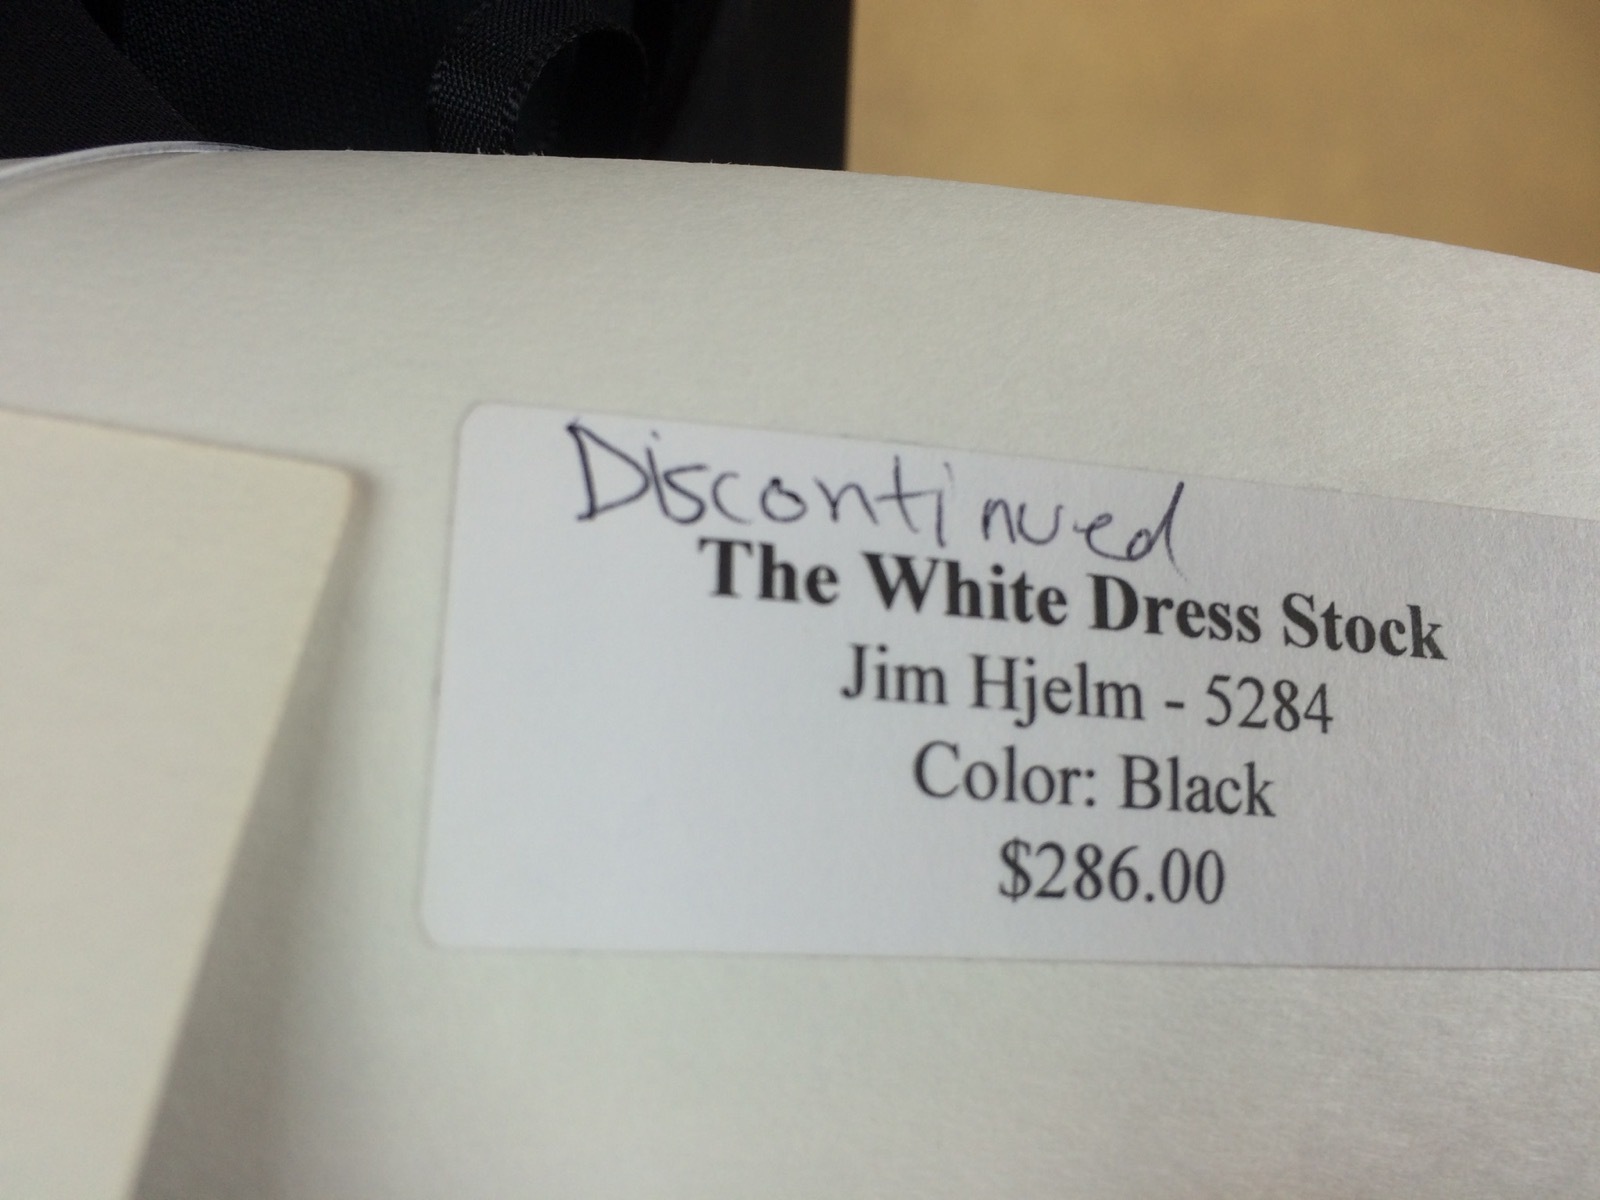 Discontinued
The White Dress Stock
Jim Hjelm - 5284
Color: Black
$286.00